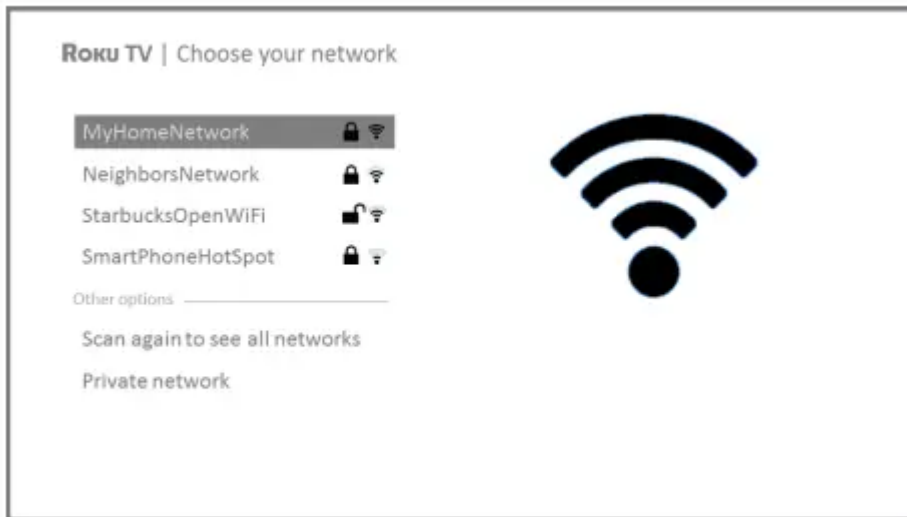 ROKU TV | Choose your network
MyHomeNetwork
NeighborsNetwork
StarbucksOpenWiFi
SmartPhoneHotSpot
Other options
Scan again to see all networks
Private network